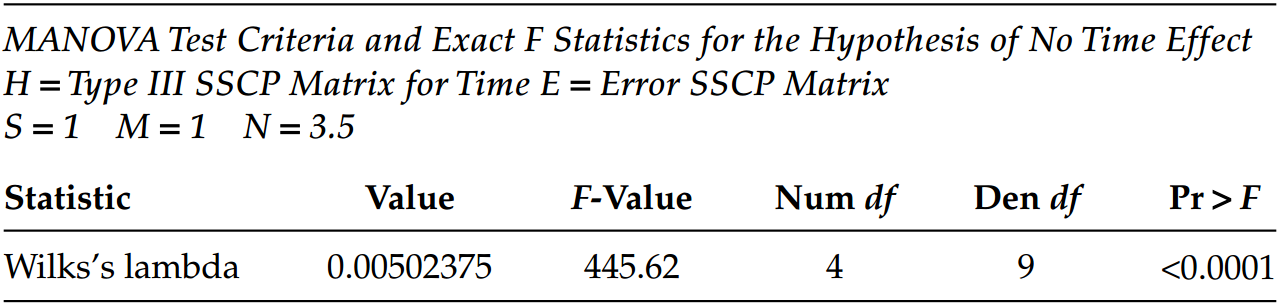 MANOVA Test Criteria and Exact F Statistics for the Hypothesis of No Time Effect
H = Type III SSCP Matrix for Time E = Error SSCP Matrix
S = 1 M = 1 N = 3.5
Statistic Value F-Value Num df Den df Pr > F
Wilks's lambda 0.00502375 445.62 4 9 <0.0001